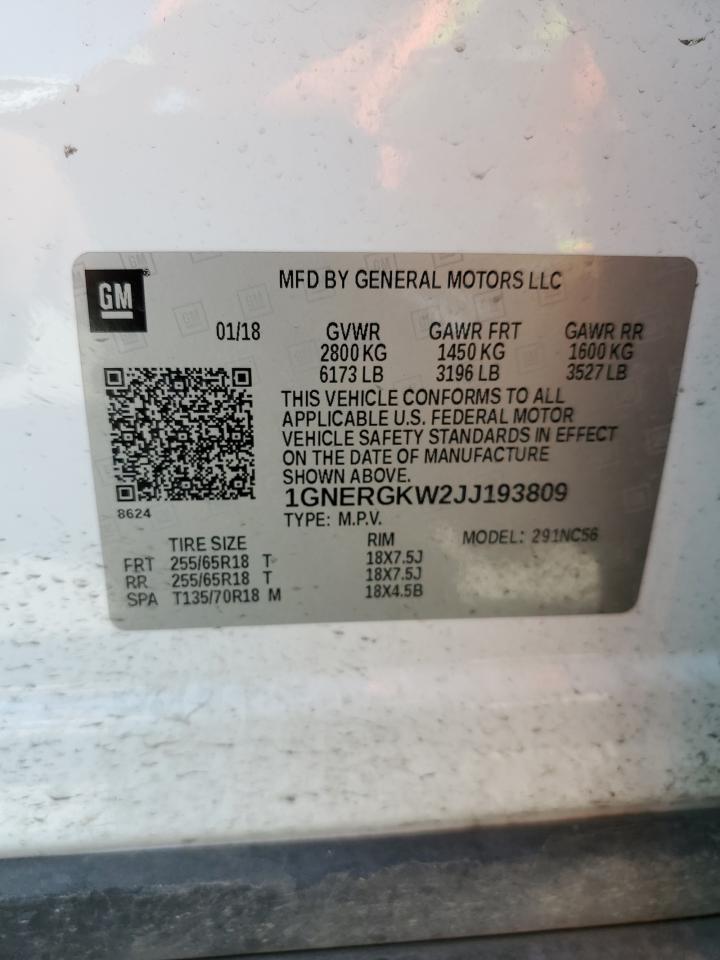 GM®
MFD BY GENERAL MOTORS LLC
01/18 GVWR GAWR FRT GAWR RR
2800 KG 1450 KG 1600 KG
6173 LB 3196 LB 3527 LB
THIS VEHICLE CONFORMS TO ALL
APPLICABLE U.S. FEDERAL MOTOR
VEHICLE SAFETY STANDARDS IN EFFECT
ON THE DATE OF MANUFACTURE
SHOWN ABOVE.
1GNERGKW2JJ193809
8624
TYPE: M.P.V. MODEL: 291NC56
TIRE SIZE RIM
FRT 255/65R18 T 18X7.5J
RR 255/65R18 T 18X7.5J
SPA T135/70R18 M 18X4.5B